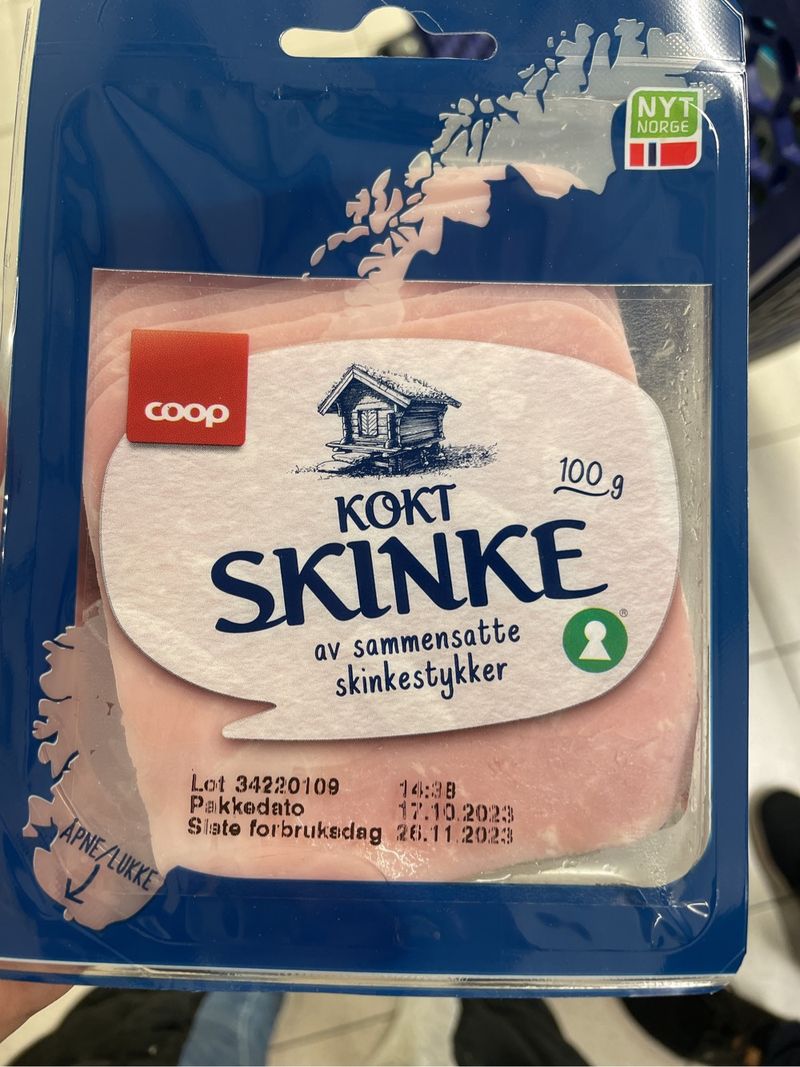 NYT
NORGE
coop
100 g
KOKT
SKINKE
av sammensatte
skinkestykker
®
Lot 34220109 14:38
Pakkedato 17.10.2023
Siste forbruksdag 26.11.2023
ÅPNE/LUKKE